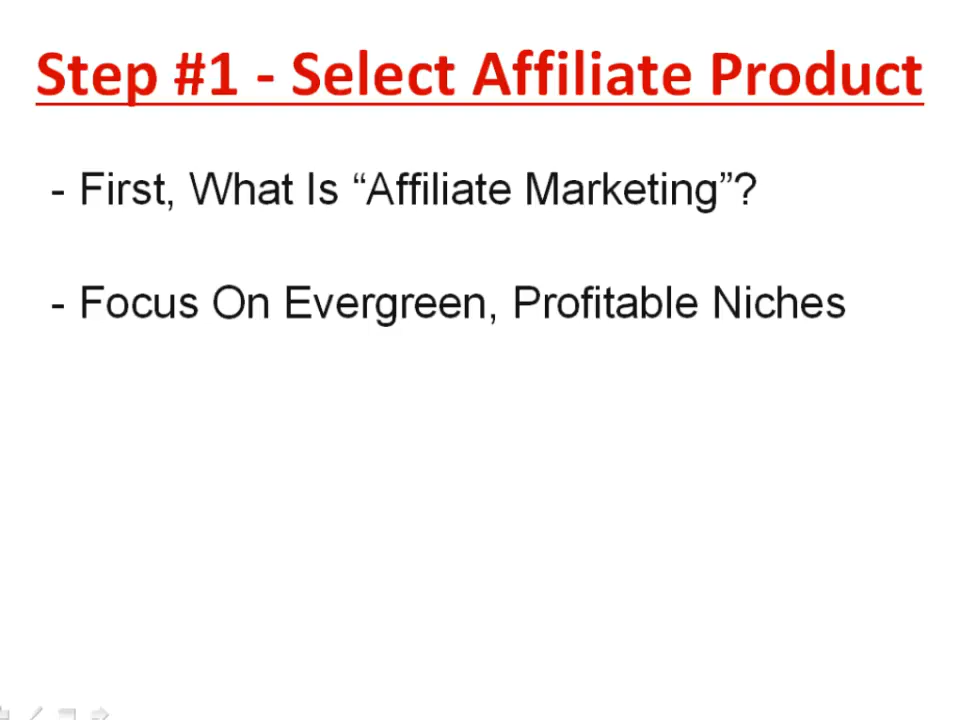 Step #1 - Select Affiliate Product
- First, What Is “Affiliate Marketing”?
- Focus On Evergreen, Profitable Niches